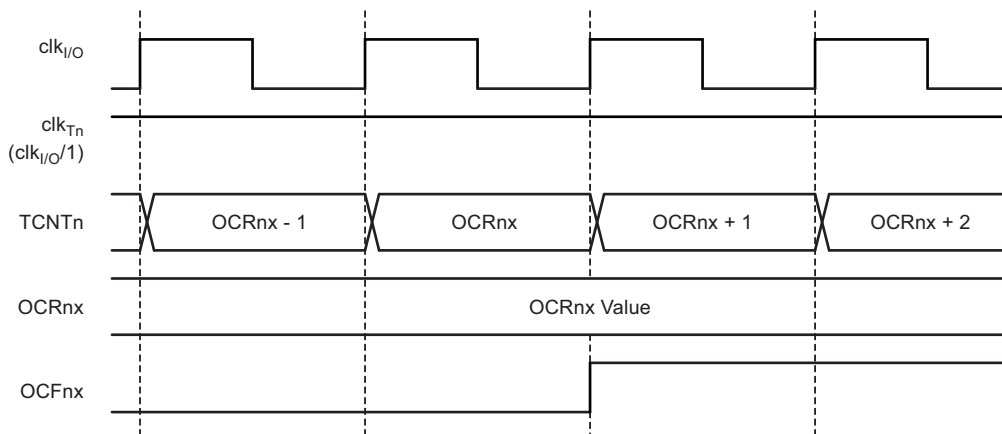 clkI/O
clkTn
(clkI/O/1)
TCNTn OCRnx - 1 OCRnx OCRnx + 1 OCRnx + 2
OCRnx OCRnx Value
OCFnx